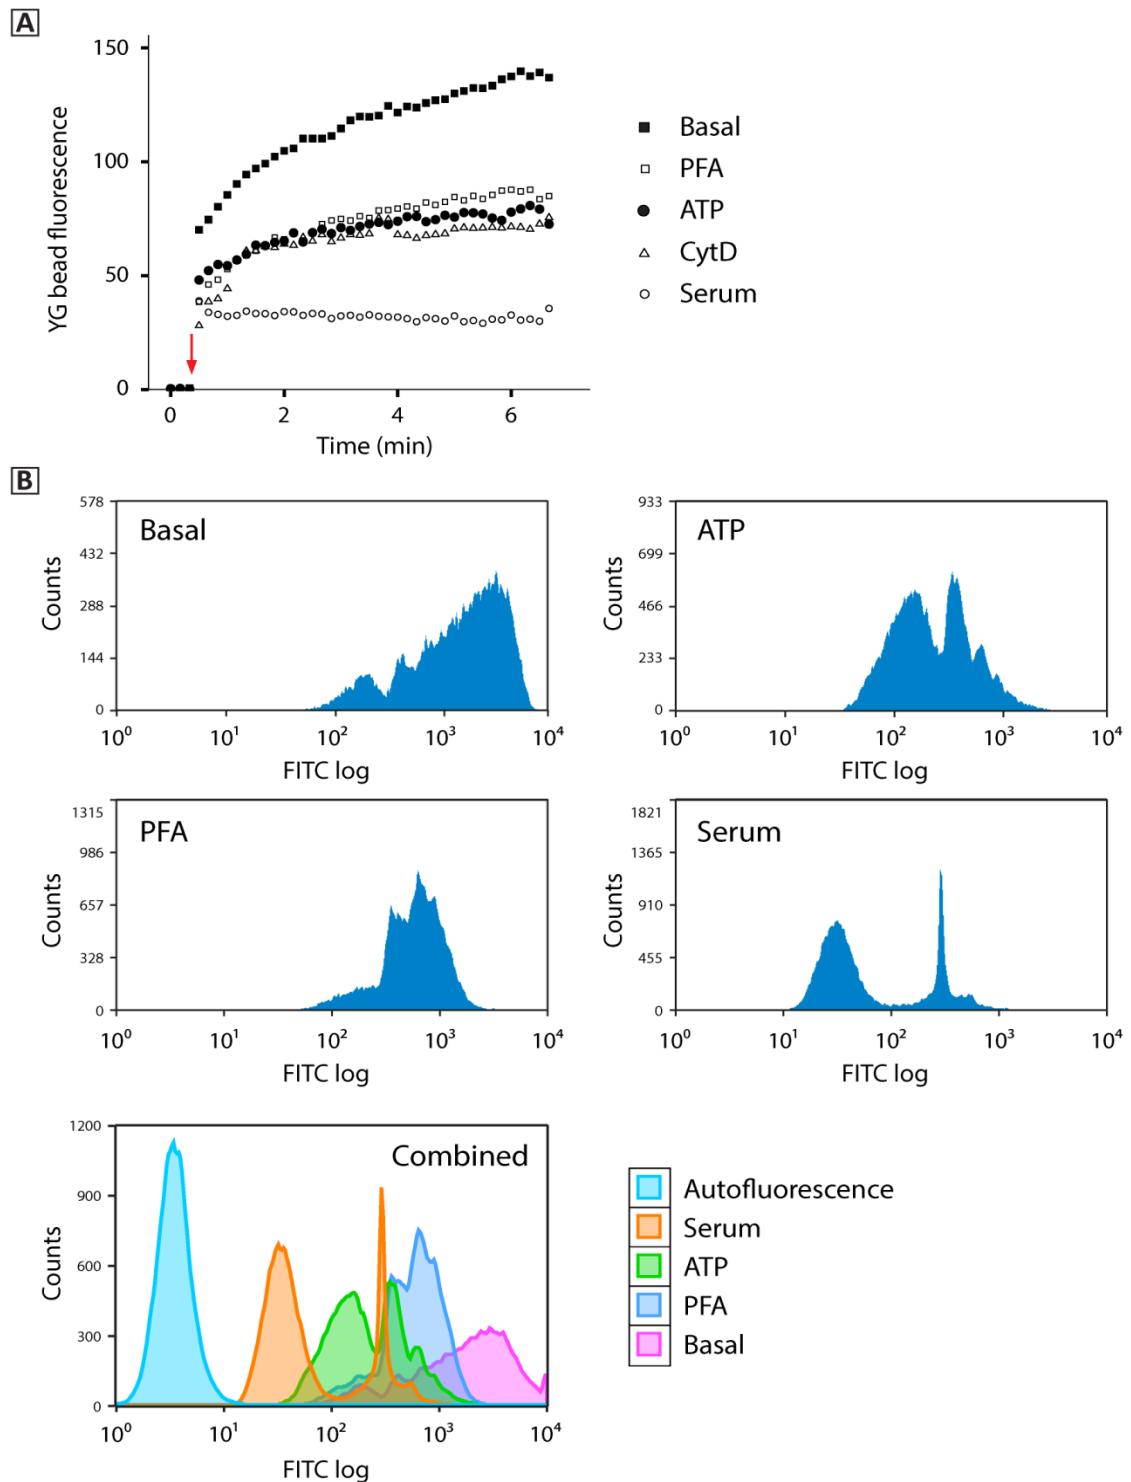 A
150
100
50
0
YG bead fluorescence
0 2 4 6
Time (min)
Basal
PFA
ATP
CytD
Serum
B
578
432
288
144
0
Counts
Basal
10⁰ 10¹ 10² 10³ 10⁴
FITC log
933
699
466
233
0
Counts
ATP
10⁰ 10¹ 10² 10³ 10⁴
FITC log
1315
986
657
328
0
Counts
PFA
10⁰ 10¹ 10² 10³ 10⁴
FITC log
1821
1365
910
455
0
Counts
Serum
10⁰ 10¹ 10² 10³ 10⁴
FITC log
1200
900
600
300
0
Counts
Combined
10⁰ 10¹ 10² 10³ 10⁴
FITC log
Autofluorescence
Serum
ATP
PFA
Basal